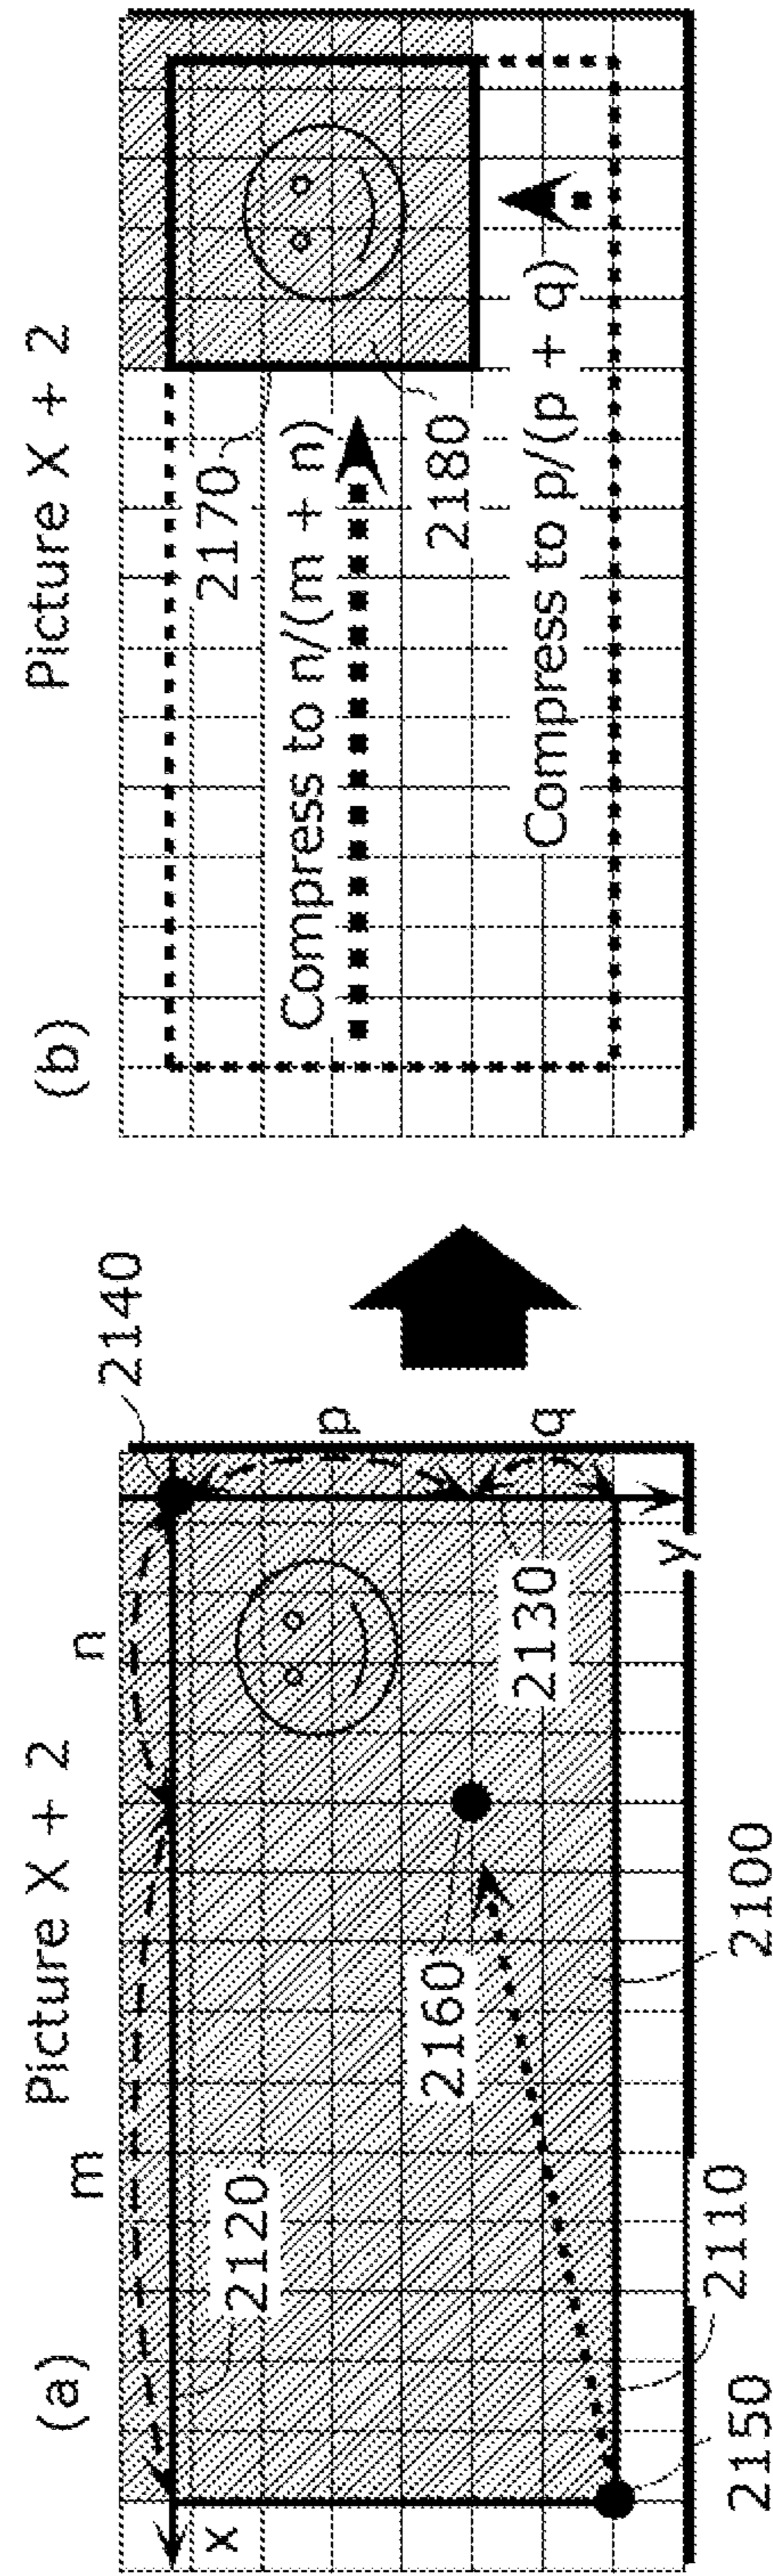 (a)
Picture X + 2
m
n
2140
x
2120
p
q
2160
2130
y
2150
2110
2100
(b)
Picture X + 2
2170
Compress to n/(m + n)
2180
Compress to p/(p + q)